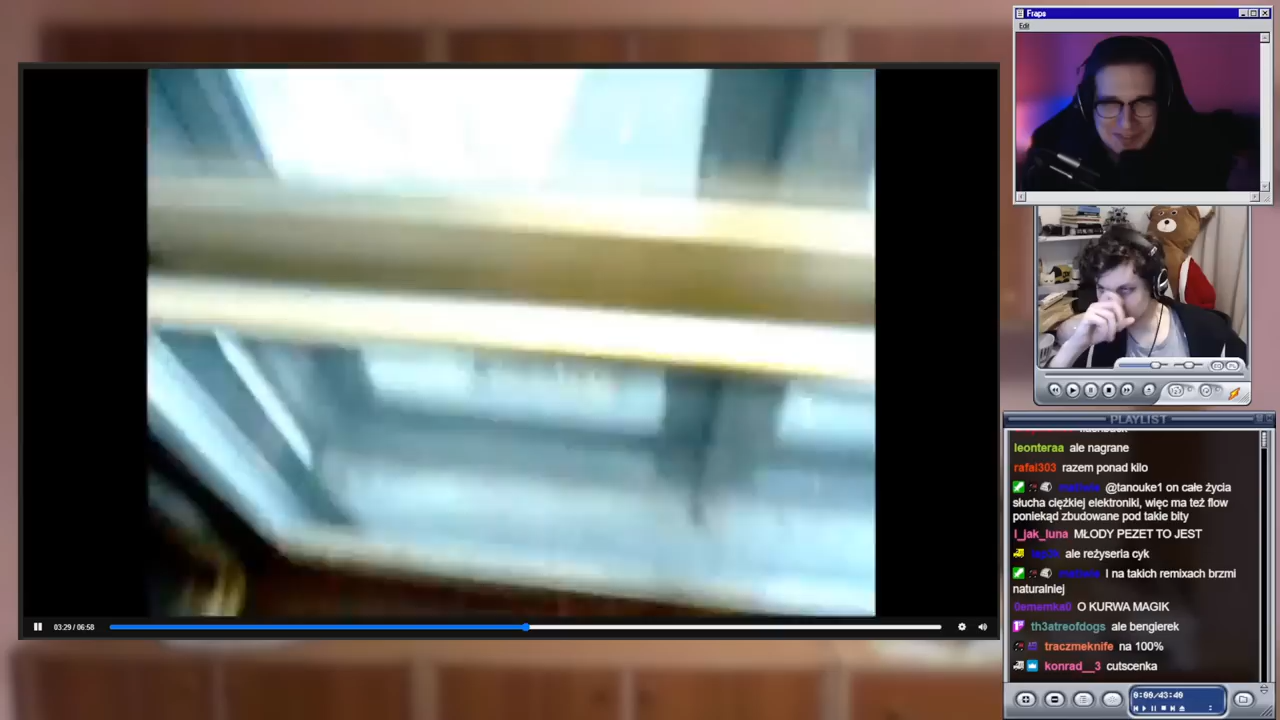 Fraps
Edit
03:29 / 06:58
PLAYLIST
leonteraa ale nagrane
rafal303 razem ponad kilo
@tanouke1 on całe życia
słucha ciężkiej elektroniki, więc ma też flow
poniekąd zbudowane pod takie bity
l_jak_luna MŁODY PEZET TO JEST
ale reżyseria cyk
I na takich remixach brzmi
naturalniej
0ememka0 O KURWA MAGIK
th3atreofdogs ale bengierek
traczmeknife na 100%
konrad__3 cutscenka
0:00/43:40